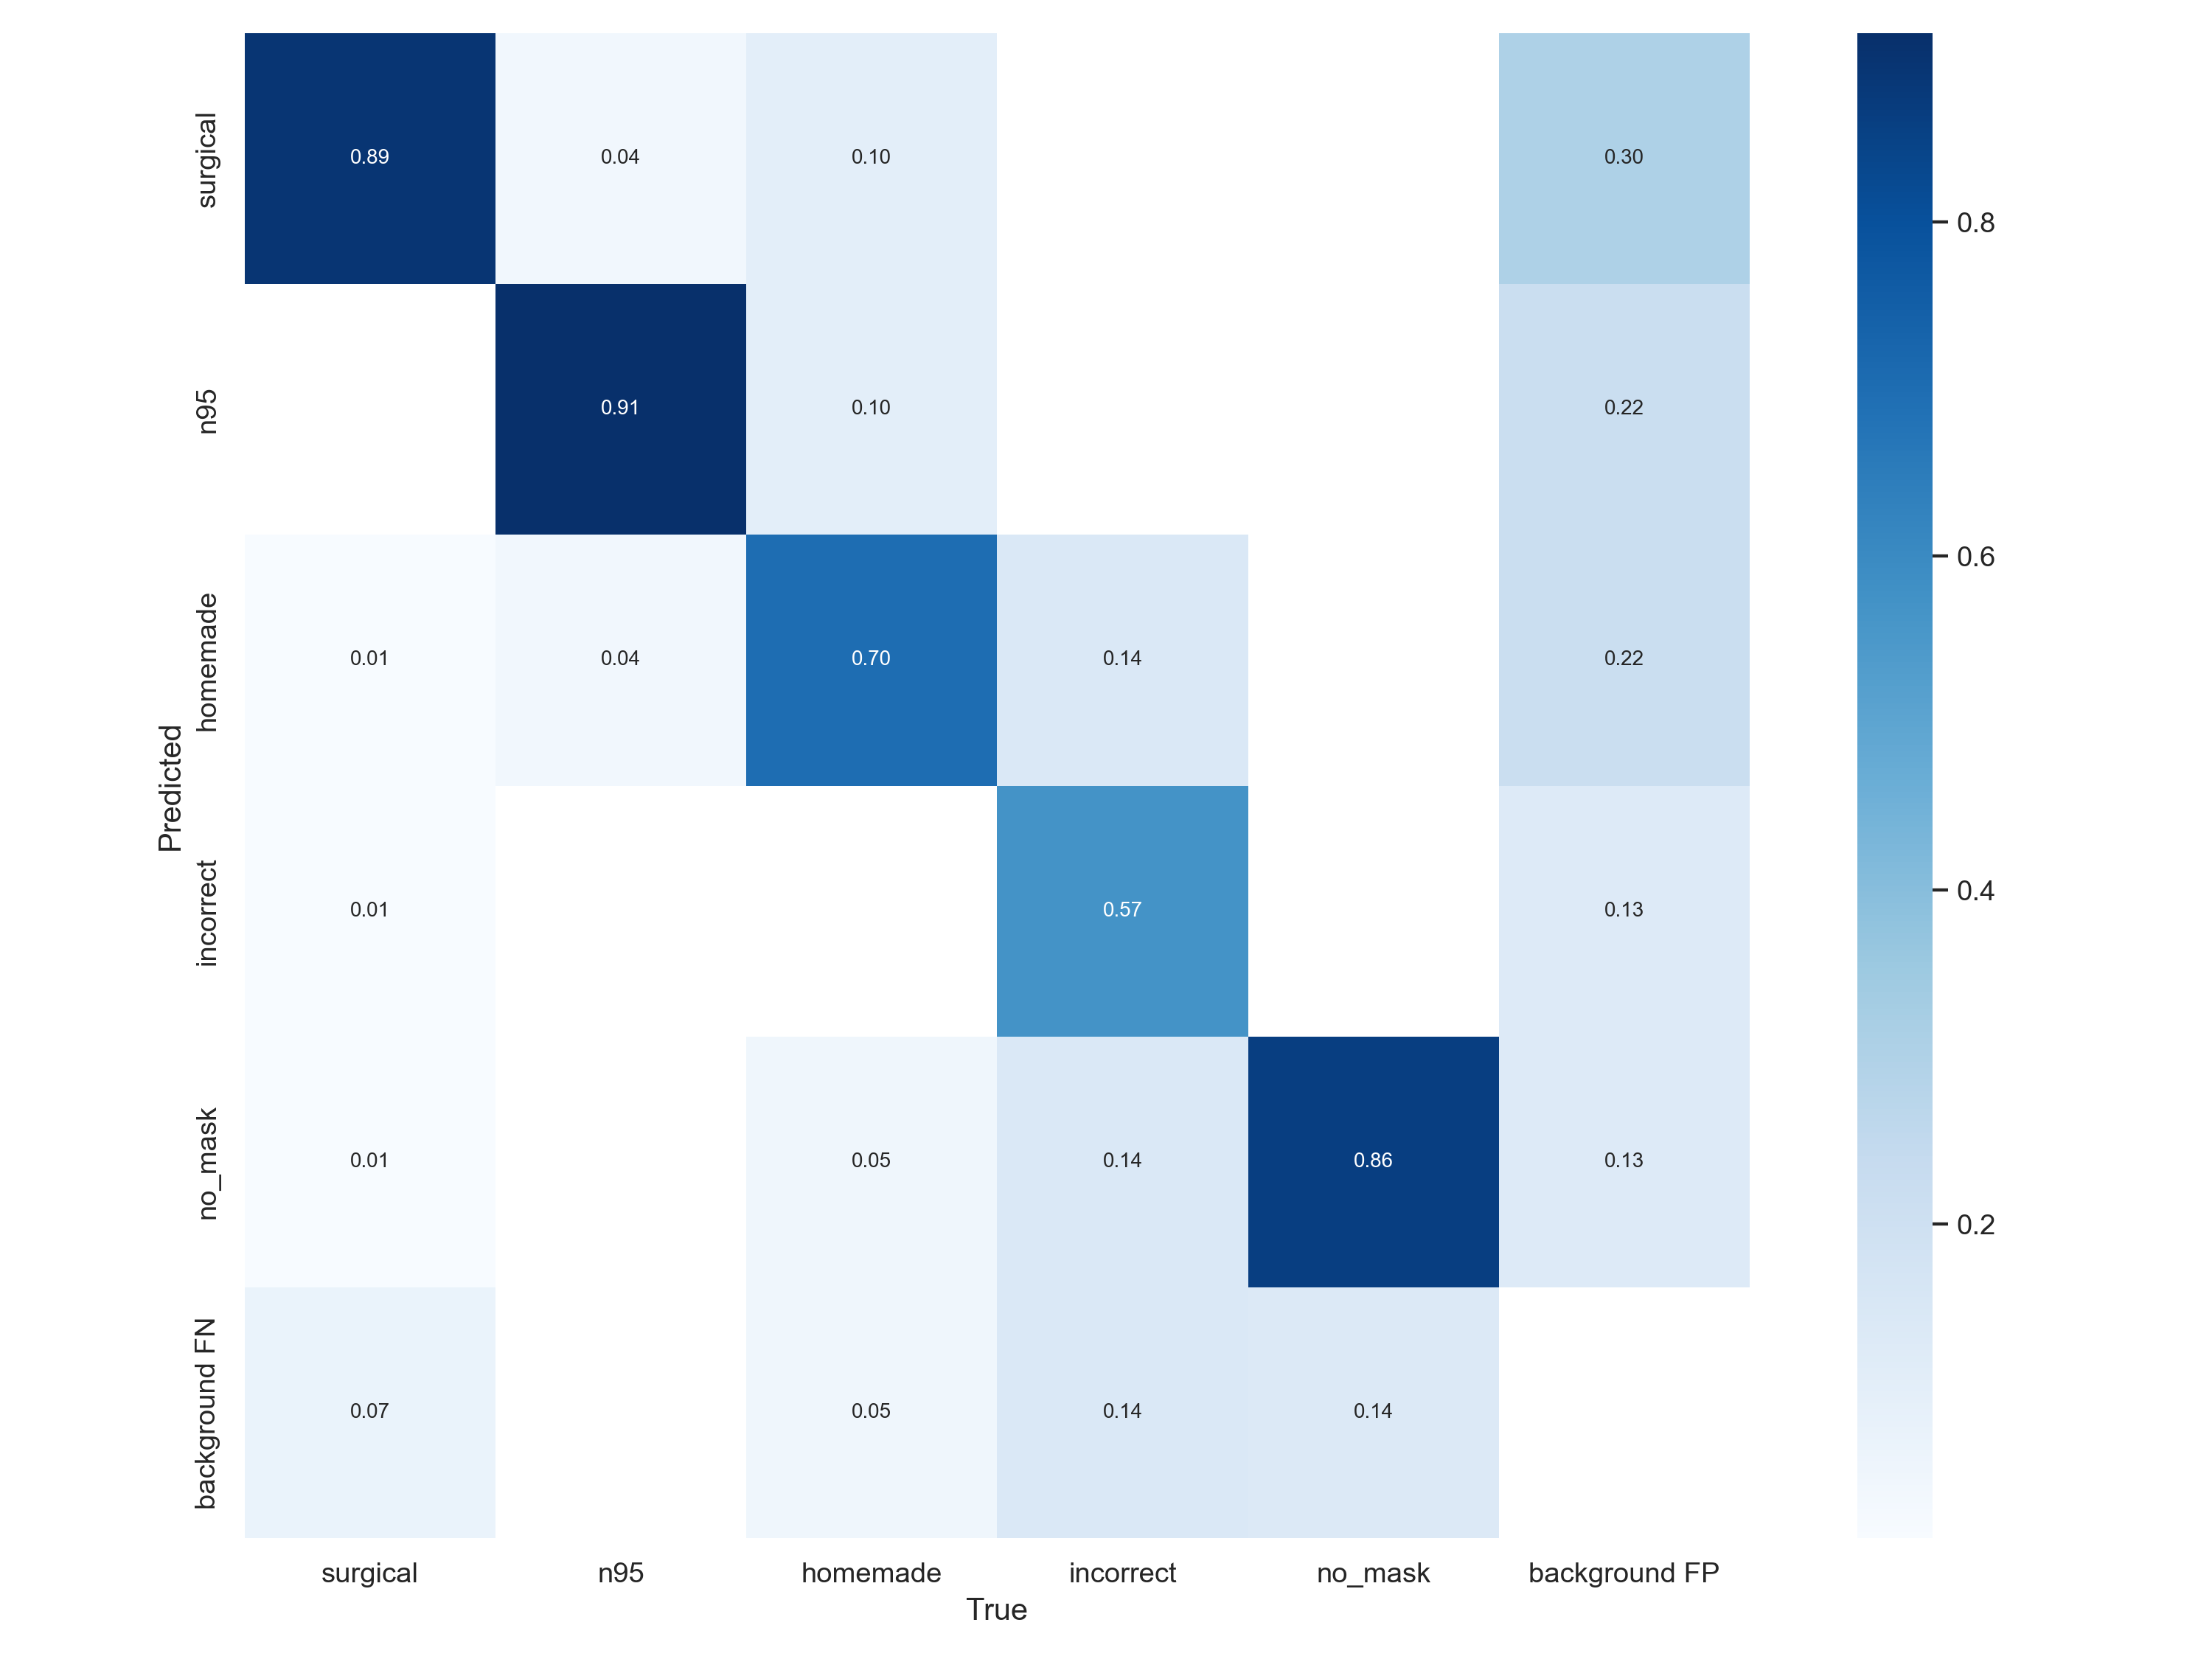 surgical
0.89 0.04 0.10 0.30
0.8
n95
0.91 0.10 0.22
0.6
homemade
0.01 0.04 0.70 0.14 0.22
Predicted
incorrect
0.01 0.57 0.13
0.4
no_mask
0.01 0.05 0.14 0.86 0.13
0.2
background FN
0.07 0.05 0.14 0.14
surgical n95 homemade incorrect no_mask background FP
True